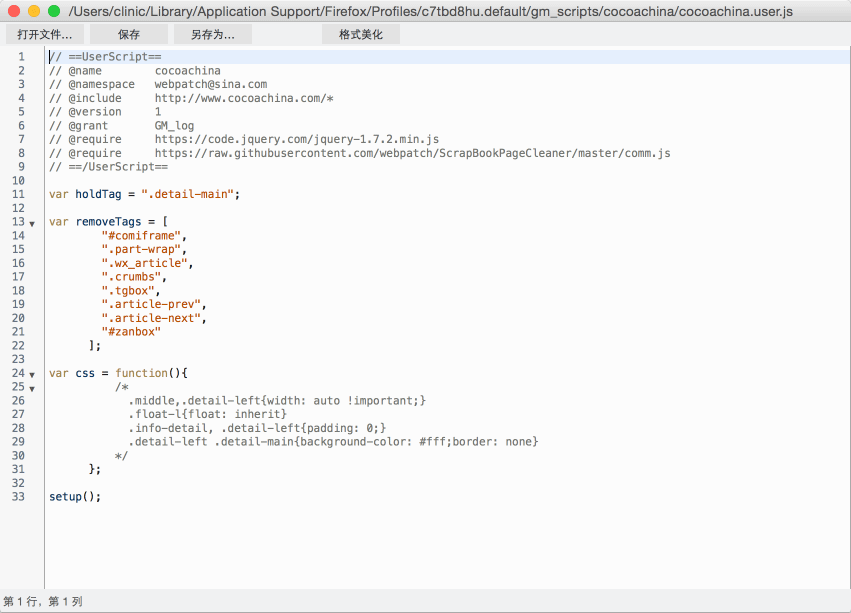 /Users/clinic/Library/Application Support/Firefox/Profiles/c7tbd8hu.default/gm_scripts/cocoachina/cocoachina.user.js
打开文件... 保存 另存为... 格式美化
1 // ==UserScript==
2 // @name        cocoachina
3 // @namespace   webpatch@sina.com
4 // @include     http://www.cocoachina.com/*
5 // @version     1
6 // @grant       GM_log
7 // @require     https://code.jquery.com/jquery-1.7.2.min.js
8 // @require     https://raw.githubusercontent.com/webpatch/ScrapBookPageCleaner/master/comm.js
9 // ==/UserScript==
10
11 var holdTag = ".detail-main";
12
13 var removeTags = [
14         "#comiframe",
15         ".part-wrap",
16         ".wx_article",
17         ".crumbs",
18         ".tgbox",
19         ".article-prev",
20         ".article-next",
21         "#zanbox"
22       ];
23
24 var css = function(){
25           /*
26             .middle,.detail-left{width: auto !important;}
27             .float-l{float: inherit}
28             .info-detail, .detail-left{padding: 0;}
29             .detail-left .detail-main{background-color: #fff;border: none}
30           */
31       };
32
33 setup();
第 1 行，第 1 列